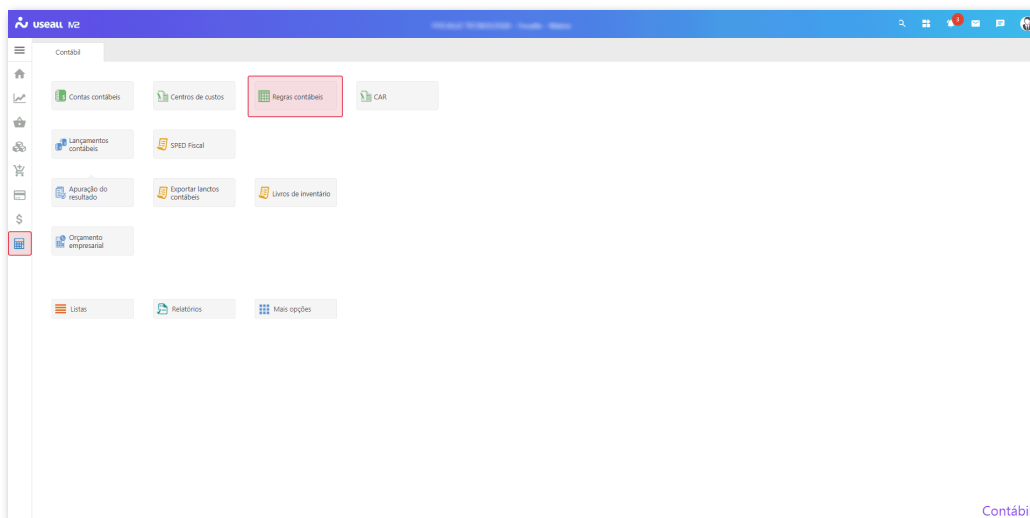 useall M2
3
Contábil
Contas contábeis
Centros de custos
Regras contábeis
CAR
Lançamentos
contábeis
SPED Fiscal
Apuração do
resultado
Exportar lanctos
contábeis
Livros de inventário
Orçamento
empresarial
Listas
Relatórios
Mais opções
Contábi